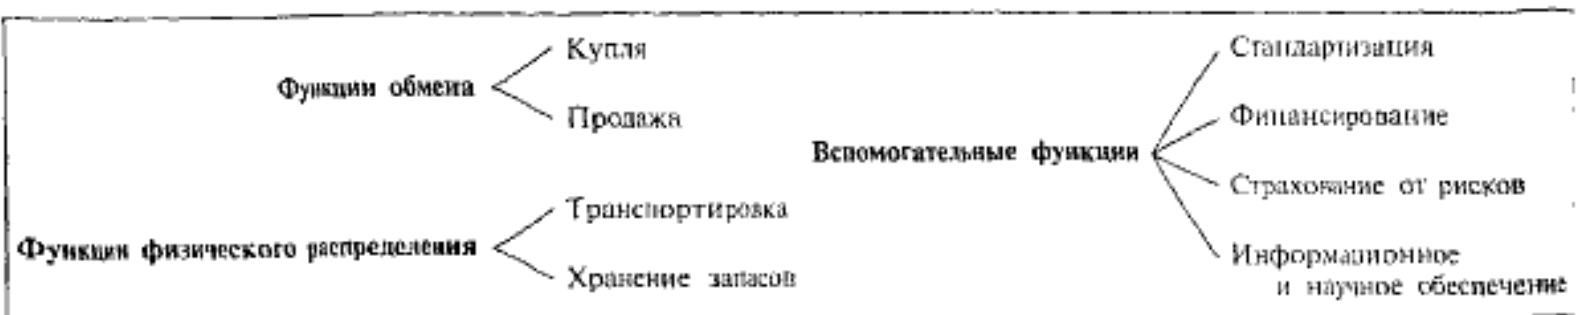 Функции обмена
Купля
Продажа
Функции физического распределения
Транспортировка
Хранение запасов
Вспомогательные функции
Стандартизация
Финансирование
Страхование от рисков
Информационное
и научное обеспечение